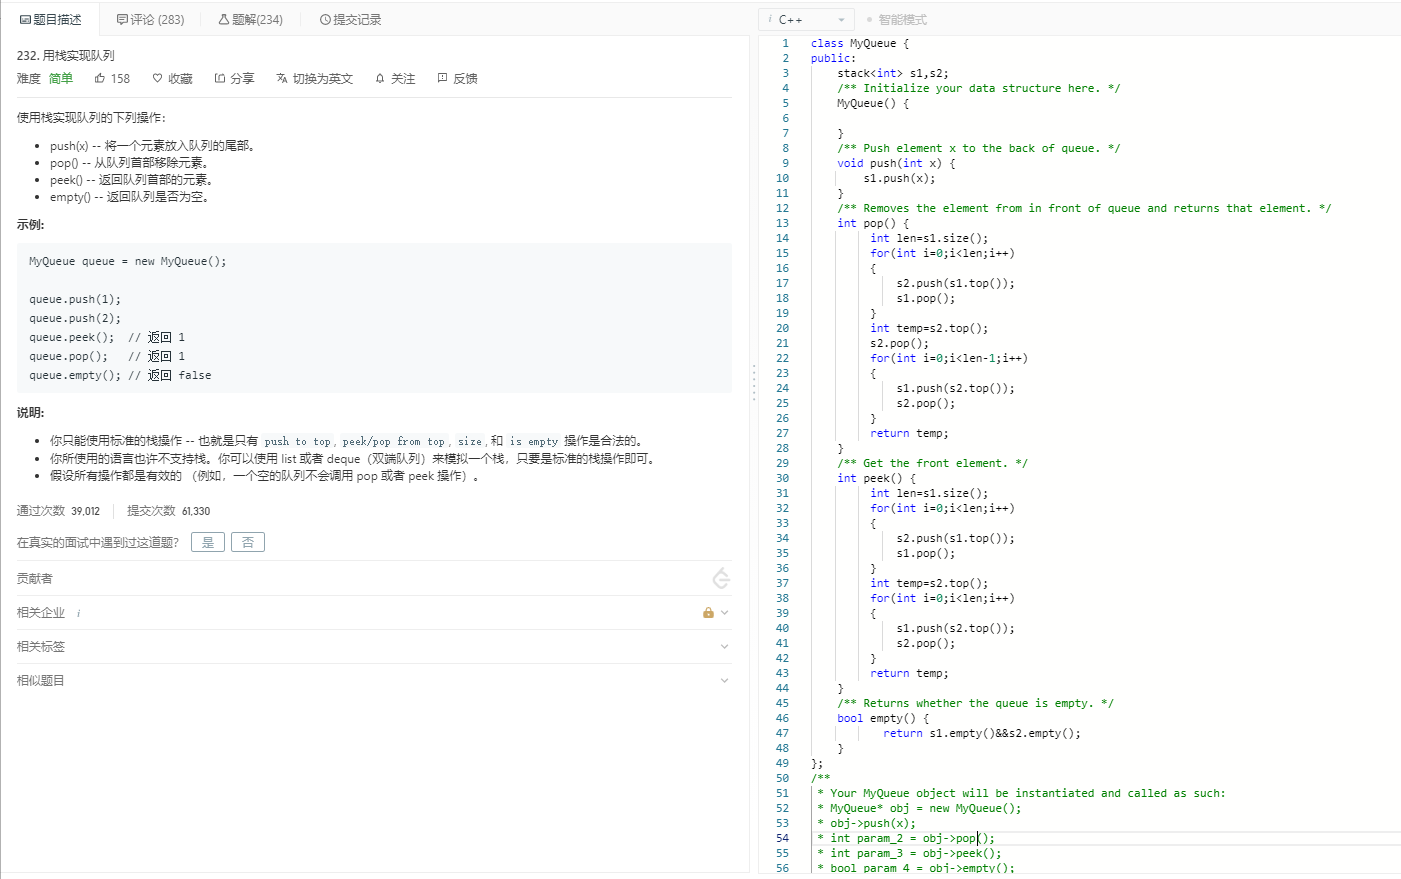 题目描述
评论 (283)
题解(234)
提交记录
232. 用栈实现队列
难度 简单 158 收藏 分享 切换为英文 关注 反馈
使用栈实现队列的下列操作：
• push(x) -- 将一个元素放入队列的尾部。
• pop() -- 从队列首部移除元素。
• peek() -- 返回队列首部的元素。
• empty() -- 返回队列是否为空。
示例:
MyQueue queue = new MyQueue();
queue.push(1);
queue.push(2);
queue.peek();  // 返回 1
queue.pop();   // 返回 1
queue.empty(); // 返回 false
说明:
• 你只能使用标准的栈操作 -- 也就是只有 push to top, peek/pop from top, size, 和 is empty 操作是合法的。
• 你所使用的语言也许不支持栈。你可以使用 list 或者 deque（双端队列）来模拟一个栈，只要是标准的栈操作即可。
• 假设所有操作都是有效的 （例如，一个空的队列不会调用 pop 或者 peek 操作）。
通过次数 39,012 提交次数 61,330
在真实的面试中遇到过这道题? 是 否
贡献者
相关企业 i
相关标签
相似题目
i C++ 智能模式
1 class MyQueue {
2 public:
3     stack<int> s1,s2;
4     /** Initialize your data structure here. */
5     MyQueue() {
6
7     }
8     /** Push element x to the back of queue. */
9     void push(int x) {
10         s1.push(x);
11     }
12     /** Removes the element from in front of queue and returns that element. */
13     int pop() {
14          int len=s1.size();
15          for(int i=0;i<len;i++)
16          {
17              s2.push(s1.top());
18              s1.pop();
19          }
20          int temp=s2.top();
21          s2.pop();
22          for(int i=0;i<len-1;i++)
23          {
24              s1.push(s2.top());
25              s2.pop();
26          }
27          return temp;
28     }
29     /** Get the front element. */
30     int peek() {
31          int len=s1.size();
32          for(int i=0;i<len;i++)
33          {
34              s2.push(s1.top());
35              s1.pop();
36          }
37          int temp=s2.top();
38          for(int i=0;i<len;i++)
39          {
40              s1.push(s2.top());
41              s2.pop();
42          }
43          return temp;
44     }
45     /** Returns whether the queue is empty. */
46     bool empty() {
47            return s1.empty()&&s2.empty();
48     }
49 };
50 /**
51  * Your MyQueue object will be instantiated and called as such:
52  * MyQueue* obj = new MyQueue();
53  * obj->push(x);
54  * int param_2 = obj->pop();
55  * int param_3 = obj->peek();
56  * bool param_4 = obj->empty();